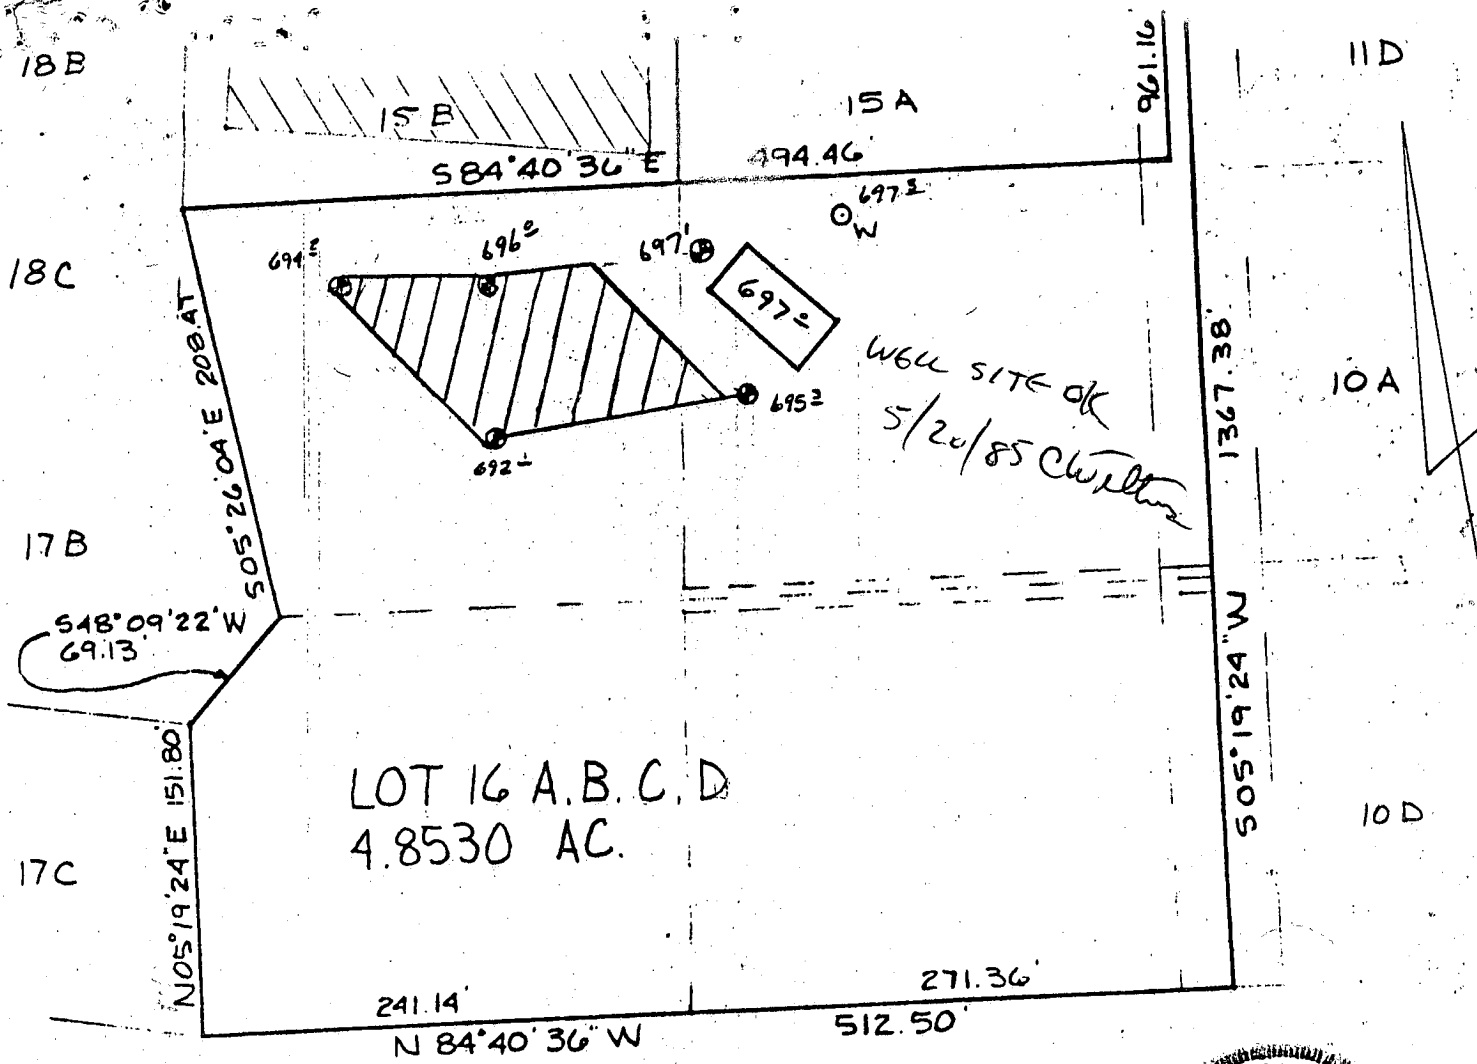 18B
11D
961.16
15B
15A
S84°40'36"E
494.46'
697
W
694
696°
697'
18C
697
208.47
S05°26'04"E
1367.38'
WELL SITE OK
5/20/85
10A
695
692
17B
S48°09'22"W
69.13'
S05°19'24"W
N05°19'24"E 151.80'
LOT 16 A.B.C.D
4.8530 AC.
10D
17C
241.14'
271.36'
N 84°40'36" W
512.50'